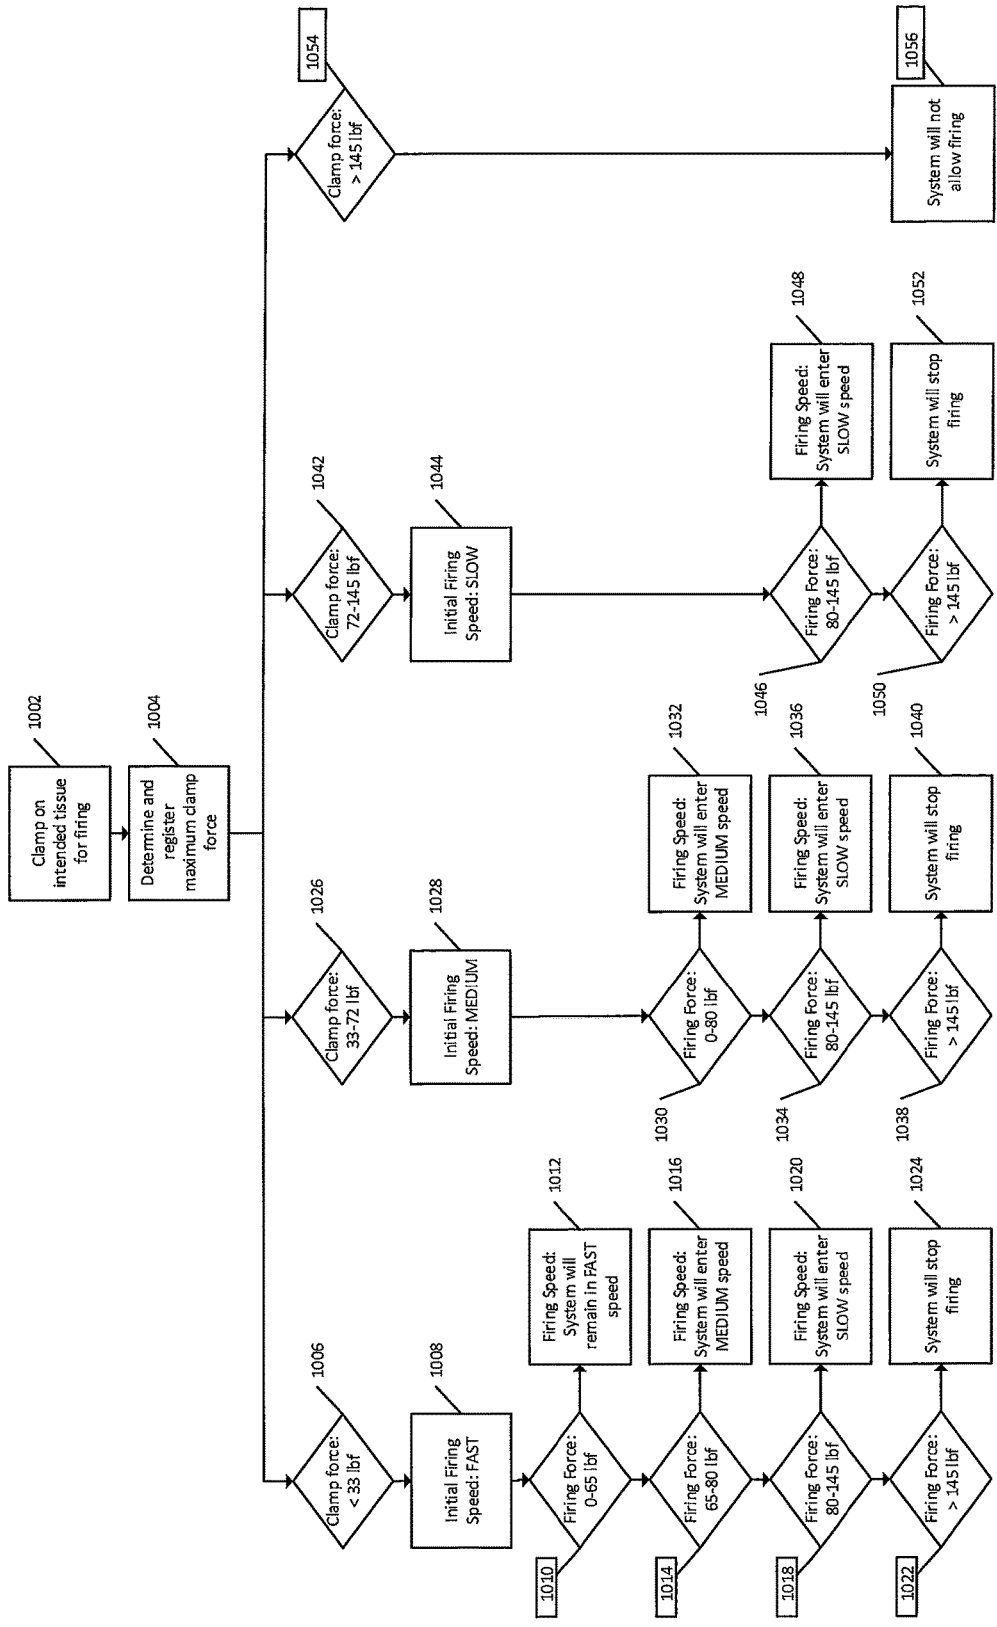 Clamp on
intended tissue
for firing
1002
Determine and
register
maximum clamp
force
1004
Clamp force:
< 33 lbf
1006
Initial Firing
Speed: FAST
1008
Firing Force:
0-65 lbf
1010
Firing Speed:
System will
remain in FAST
speed
1012
Firing Force:
65-80 lbf
1014
Firing Speed:
System will enter
MEDIUM speed
1016
Firing Force:
80-145 lbf
1018
Firing Speed:
System will enter
SLOW speed
1020
Firing Force:
> 145 lbf
1022
System will stop
firing
1024
Clamp force:
33-72 lbf
1026
Initial Firing
Speed: MEDIUM
1028
Firing Force:
0-80 lbf
1030
Firing Speed:
System will enter
MEDIUM speed
1032
Firing Force:
80-145 lbf
1034
Firing Speed:
System will enter
SLOW speed
1036
Firing Force:
> 145 lbf
1038
System will stop
firing
1040
Clamp force:
72-145 lbf
1042
Initial Firing
Speed: SLOW
1044
Firing Force:
80-145 lbf
1046
Firing Speed:
System will enter
SLOW speed
1048
Firing Force:
> 145 lbf
1050
System will stop
firing
1052
Clamp force:
> 145 lbf
1054
System will not
allow firing
1056